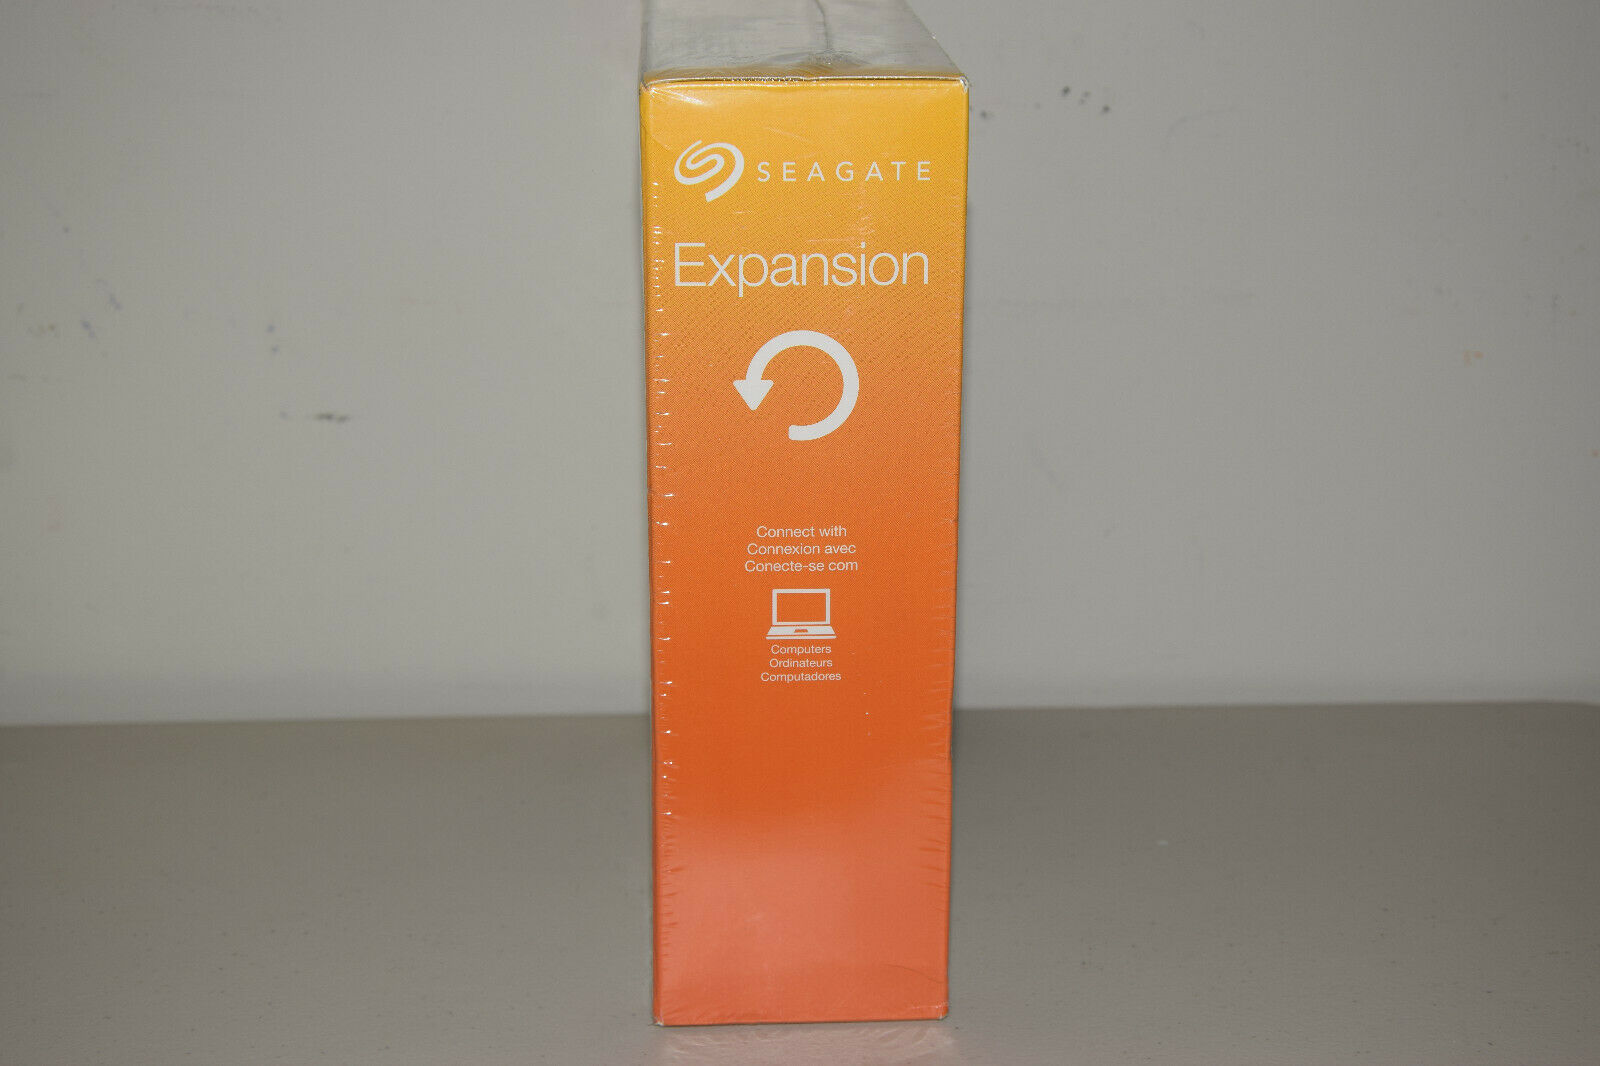 SEAGATE
Expansion
Connect with
Connexion avec
Conecte-se com
Computers
Ordinateurs
Computadores